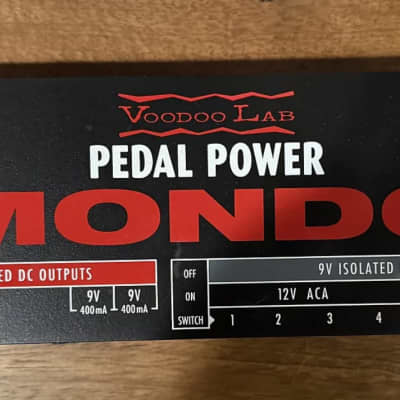 VOODOO LAB
PEDAL POWER
MONDO
ED DC OUTPUTS
9V 9V
400mA 400mA
OFF
ON
SWITCH
9V ISOLATED
12V ACA
1 2 3 4